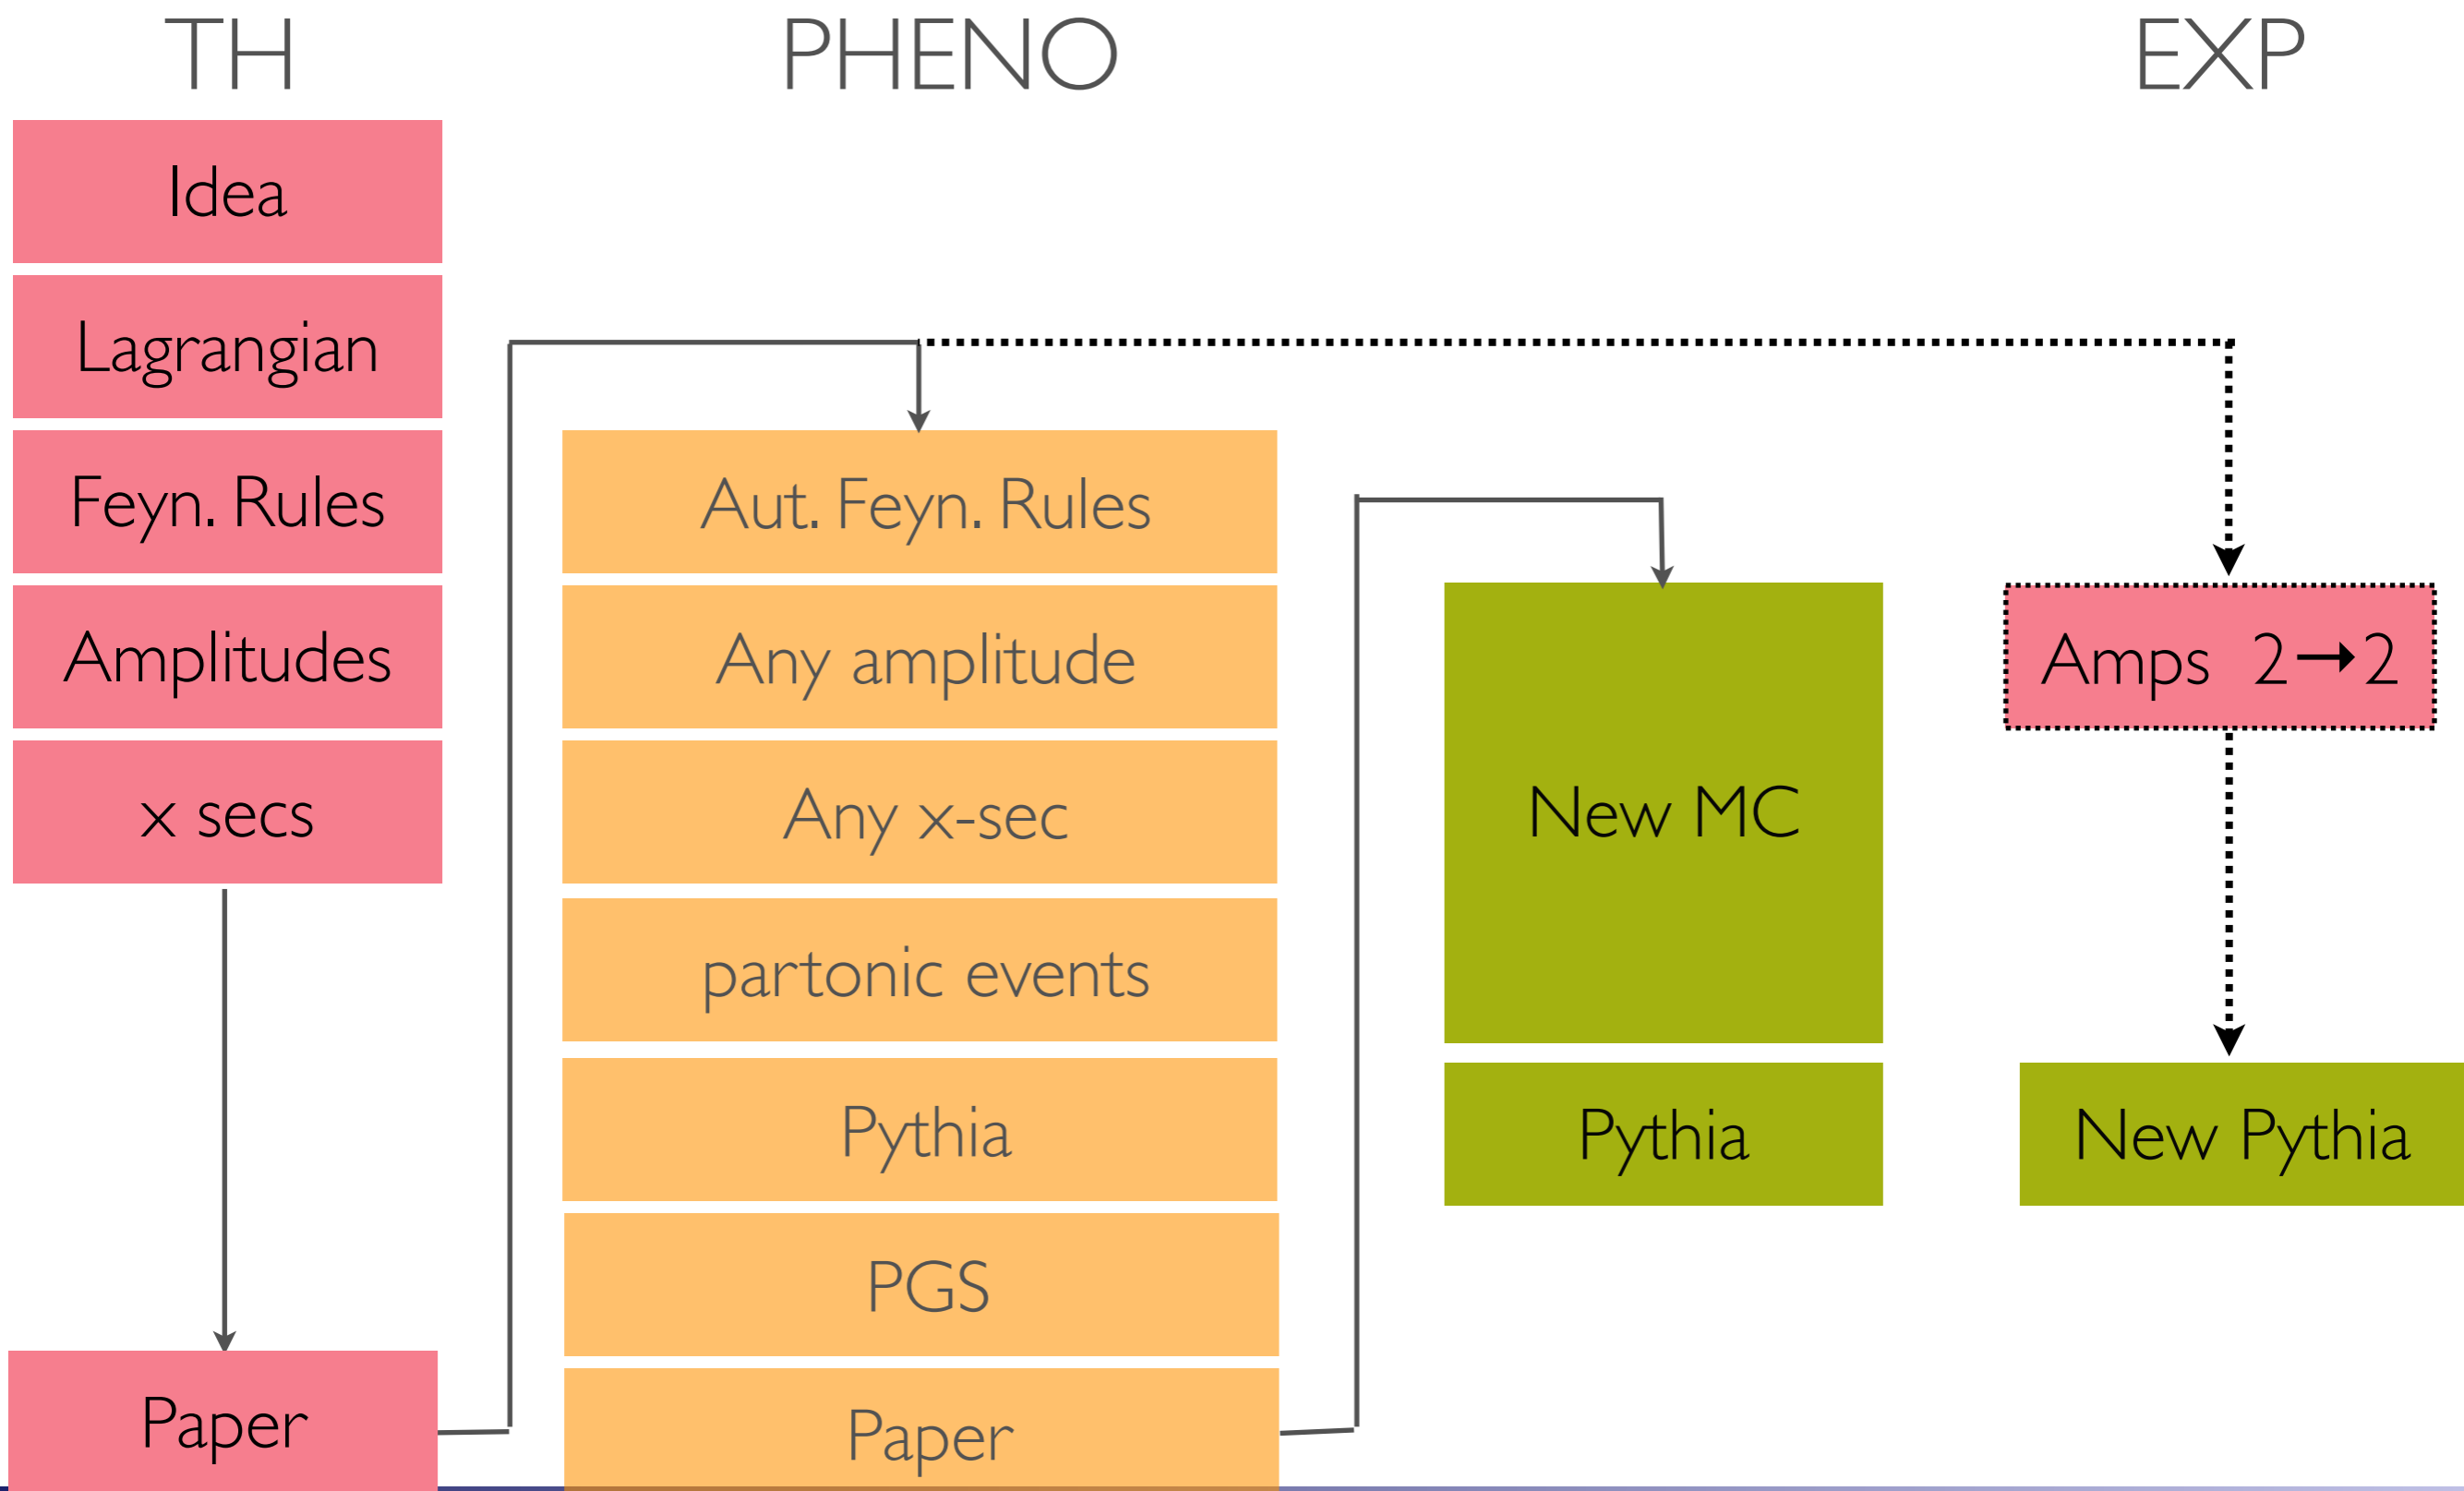 TH
PHENO
EXP
Idea
Lagrangian
Feyn. Rules
Amplitudes
x secs
Paper
Aut. Feyn. Rules
Any amplitude
Any x-sec
partonic events
Pythia
PGS
Paper
New MC
Pythia
Amps 2→2
New Pythia